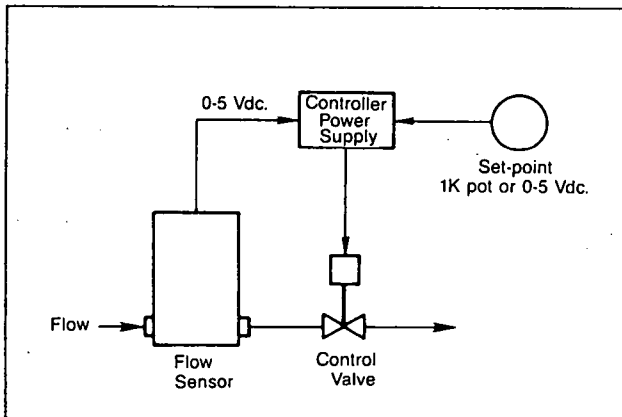 0-5 Vdc.
Controller
Power
Supply
Set-point
1K pot or 0-5 Vdc.
Flow
Flow
Sensor
Control
Valve